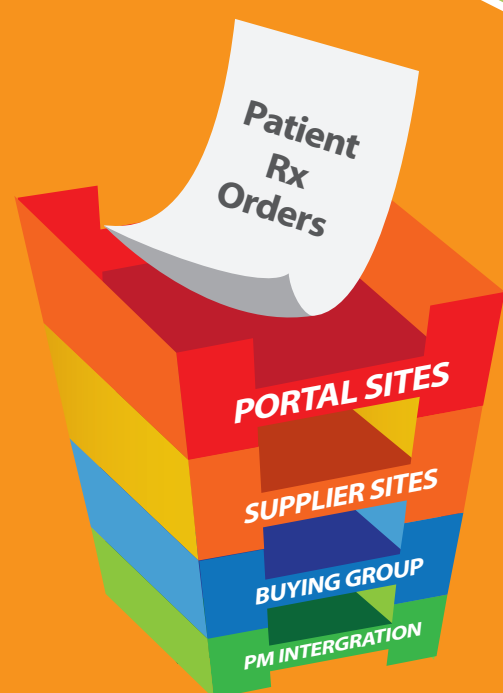 Patient
Rx
Orders
PORTAL SITES
SUPPLIER SITES
BUYING GROUP
PM INTERGRATION